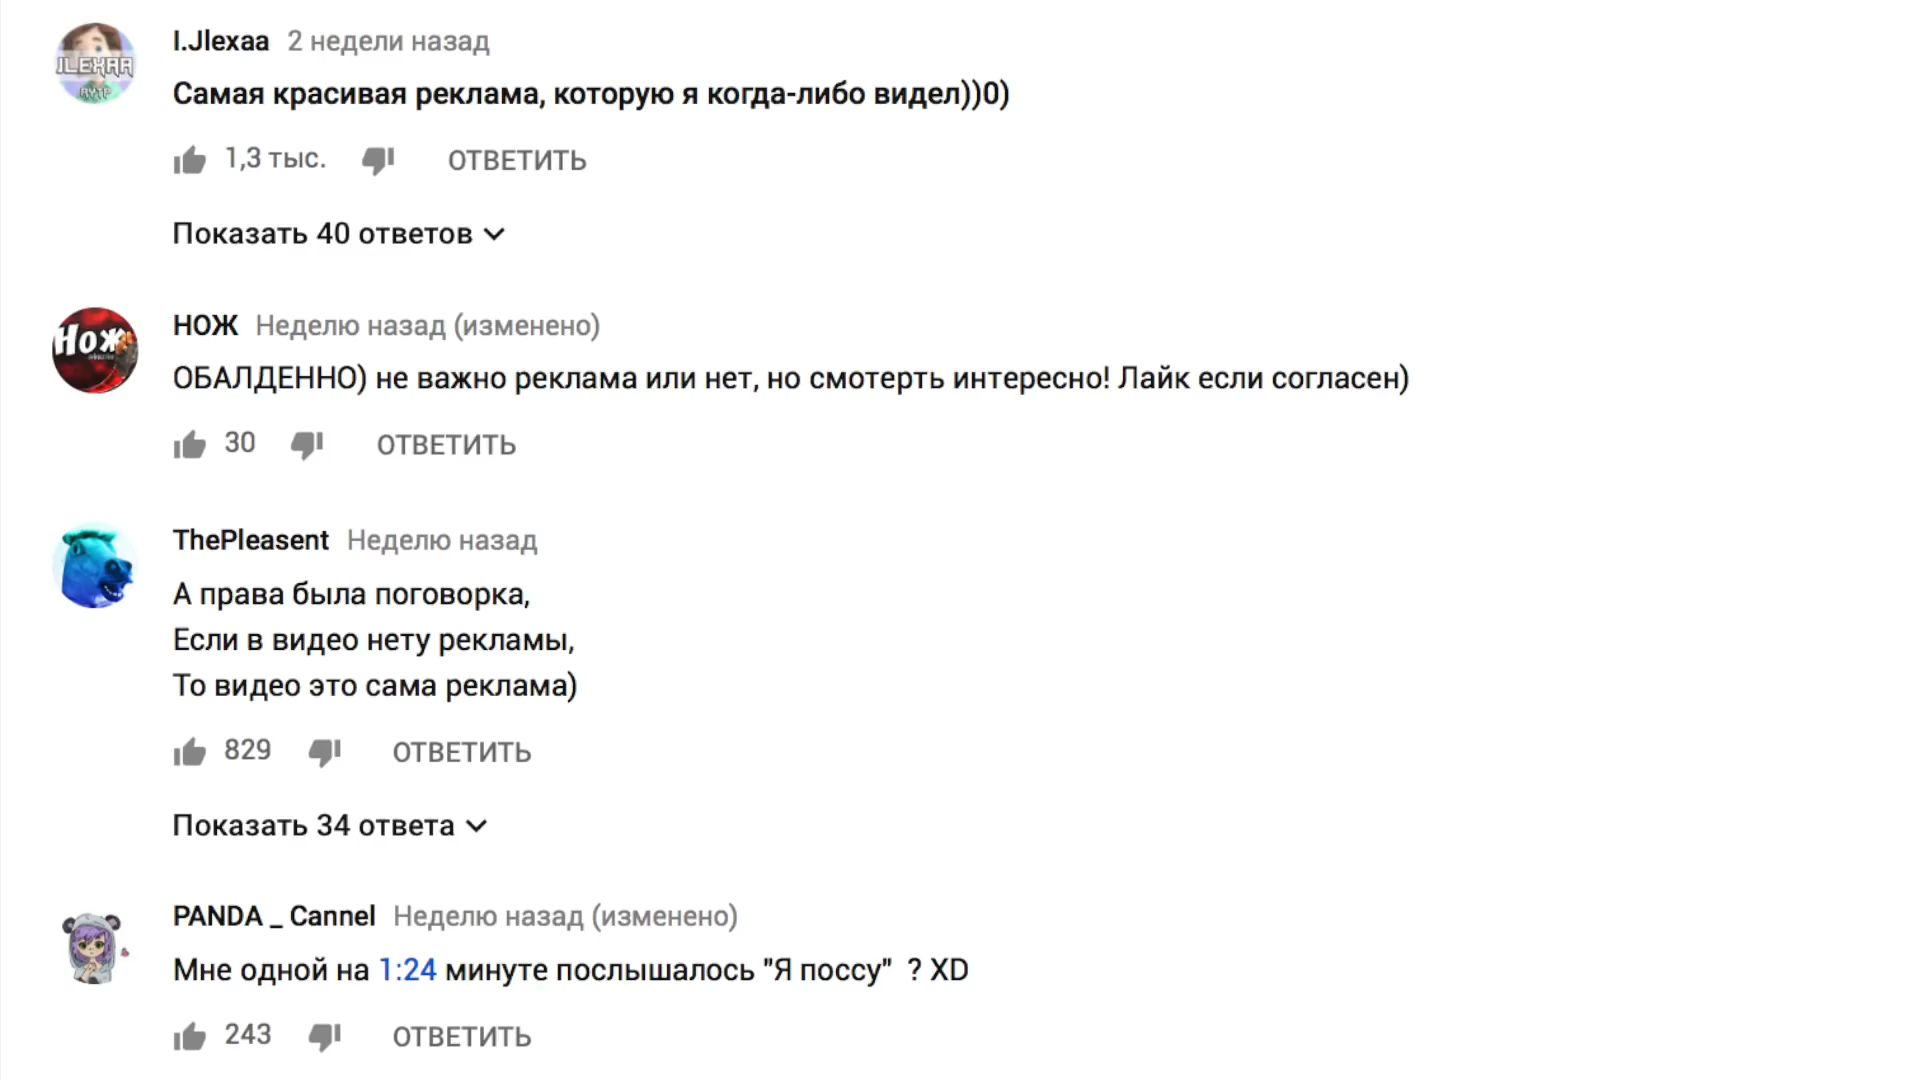 JLEXAA
RYTP
I.Jlexaa 2 недели назад
Самая красивая реклама, которую я когда-либо видел))0)
1,3 тыс. ОТВЕТИТЬ
Показать 40 ответов
Нож
НОЖ Неделю назад (изменено)
ОБАЛДЕННО) не важно реклама или нет, но смотерть интересно! Лайк если согласен)
30 ОТВЕТИТЬ
ThePleasent Неделю назад
А права была поговорка,
Если в видео нету рекламы,
То видео это сама реклама)
829 ОТВЕТИТЬ
Показать 34 ответа
PANDA _ Cannel Неделю назад (изменено)
Мне одной на 1:24 минуте послышалось "Я поссу" ? XD
243 ОТВЕТИТЬ